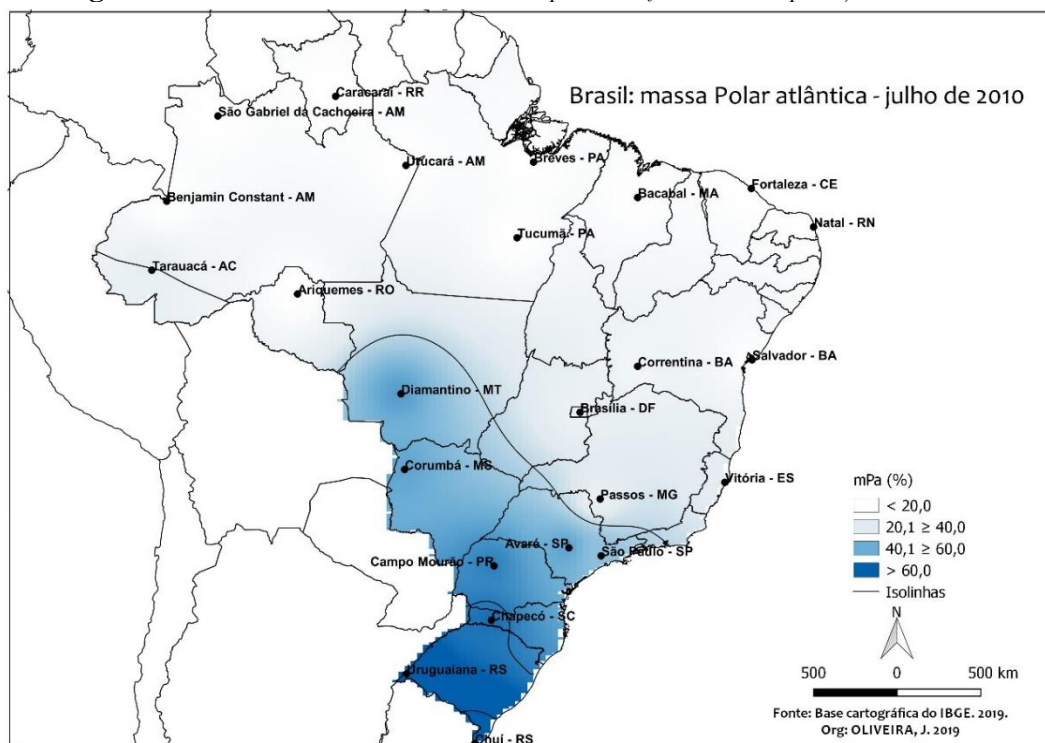 Brasil: massa Polar atlântica - julho de 2010
Caracaraí - RR
São Gabriel da Cachoeira - AM
Urucará - AM
Breves - PA
Fortaleza - CE
Benjamin Constant - AM
Bacabal - MA
Natal - RN
Tucumã - PA
Tarauacá - AC
Ariquemes - RO
Salvador - BA
Correntina - BA
Diamantino - MT
Brasília - DF
Corumbá - MS
Vitória - ES
Passos - MG
Avaré - SP
São Paulo - SP
Campo Mourão - PR
Chapecó - SC
Uruguaiana - RS
Chuí - RS
mPa (%)
< 20,0
20,1 ≥ 40,0
40,1 ≥ 60,0
> 60,0
Isolinhas
N
500 0 500 km
Fonte: Base cartográfica do IBGE. 2019.
Org: OLIVEIRA, J. 2019